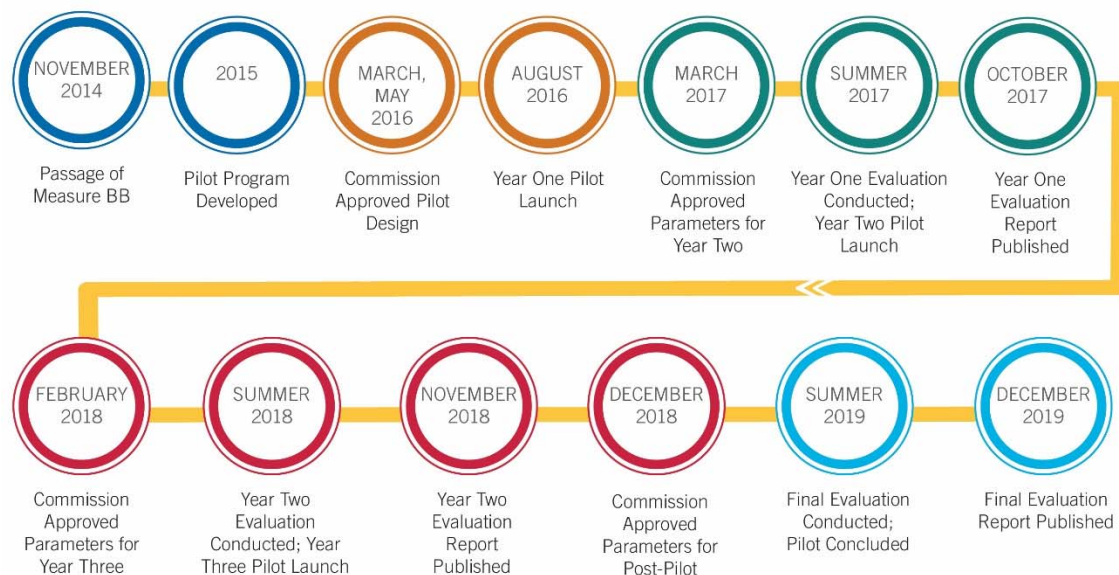 NOVEMBER
2014
Passage of
Measure BB
2015
Pilot Program
Developed
MARCH,
MAY
2016
Commission
Approved Pilot
Design
AUGUST
2016
Year One Pilot
Launch
MARCH
2017
Commission
Approved
Parameters for
Year Two
SUMMER
2017
Year One Evaluation
Conducted;
Year Two Pilot
Launch
OCTOBER
2017
Year One
Evaluation
Report
Published
FEBRUARY
2018
Commission
Approved
Parameters for
Year Three
SUMMER
2018
Year Two
Evaluation
Conducted; Year
Three Pilot Launch
NOVEMBER
2018
Year Two
Evaluation
Report
Published
DECEMBER
2018
Commission
Approved
Parameters for
Post-Pilot
SUMMER
2019
Final Evaluation
Conducted;
Pilot Concluded
DECEMBER
2019
Final Evaluation
Report Published